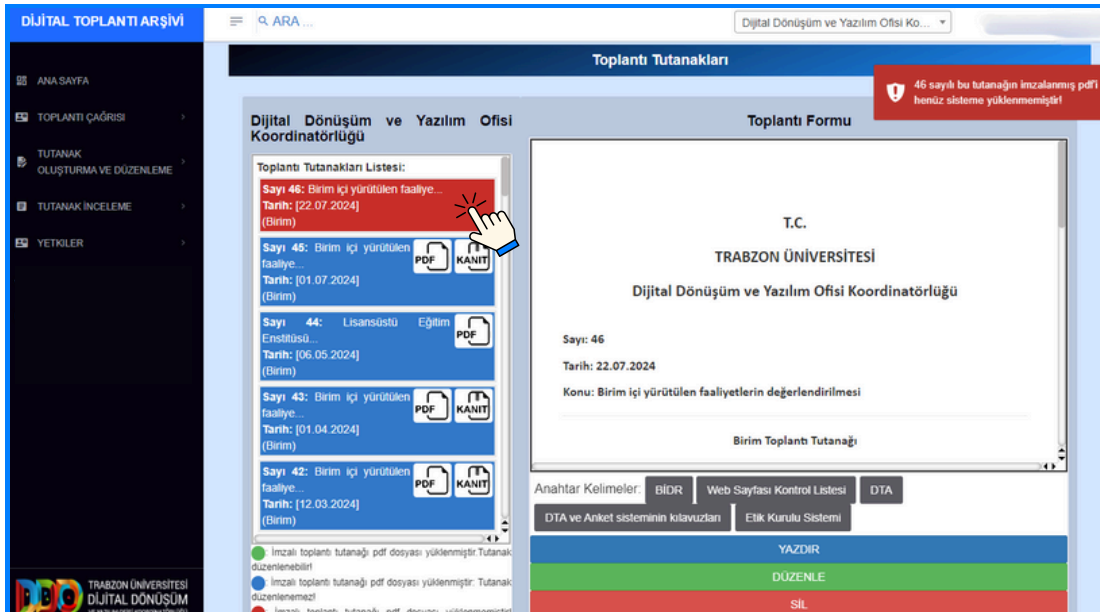 DİJİTAL TOPLANTI ARŞİVİ
ARA ...
Dijital Dönüşüm ve Yazılım Ofisi Ko...
ANA SAYFA
TOPLANTI ÇAĞRISI
TUTANAK
OLUŞTURMA VE DÜZENLEME
TUTANAK İNCELEME
YETKİLER
TRABZON ÜNİVERSİTESİ
DİJİTAL DÖNÜŞÜM
Toplantı Tutanakları
46 sayılı bu tutanağın imzalanmış pdf'i
henüz sisteme yüklenmemiştir!
Dijital Dönüşüm ve Yazılım Ofisi
Koordinatörlüğü
Toplantı Tutanakları Listesi:
Sayı 46: Birim içi yürütülen faaliye...
Tarih: [22.07.2024]
(Birim)
Sayı 45: Birim içi yürütülen
faaliye...
Tarih: [01.07.2024]
(Birim)
PDF
KANIT
Sayı 44: Lisansüstü Eğitim
Enstitüsü...
Tarih: [06.05.2024]
(Birim)
PDF
Sayı 43: Birim içi yürütülen
faaliye...
Tarih: [01.04.2024]
(Birim)
PDF
KANIT
Sayı 42: Birim içi yürütülen
faaliye...
Tarih: [12.03.2024]
(Birim)
PDF
KANIT
: İmzalı toplantı tutanağı pdf dosyası yüklenmiştir.Tutanak
düzenlenebilir!
: İmzalı toplantı tutanağı pdf dosyası yüklenmiştir: Tutanak
düzenlenemez!
: İmzalı toplantı tutanağı pdf dosyası yüklenmemiştir!
Toplantı Formu
T.C.
TRABZON ÜNİVERSİTESİ
Dijital Dönüşüm ve Yazılım Ofisi Koordinatörlüğü
Sayı: 46
Tarih: 22.07.2024
Konu: Birim içi yürütülen faaliyetlerin değerlendirilmesi
Birim Toplantı Tutanağı
Anahtar Kelimeler: BİDR Web Sayfası Kontrol Listesi DTA
DTA ve Anket sisteminin kılavuzları Etik Kurulu Sistemi
YAZDIR
DÜZENLE
SİL